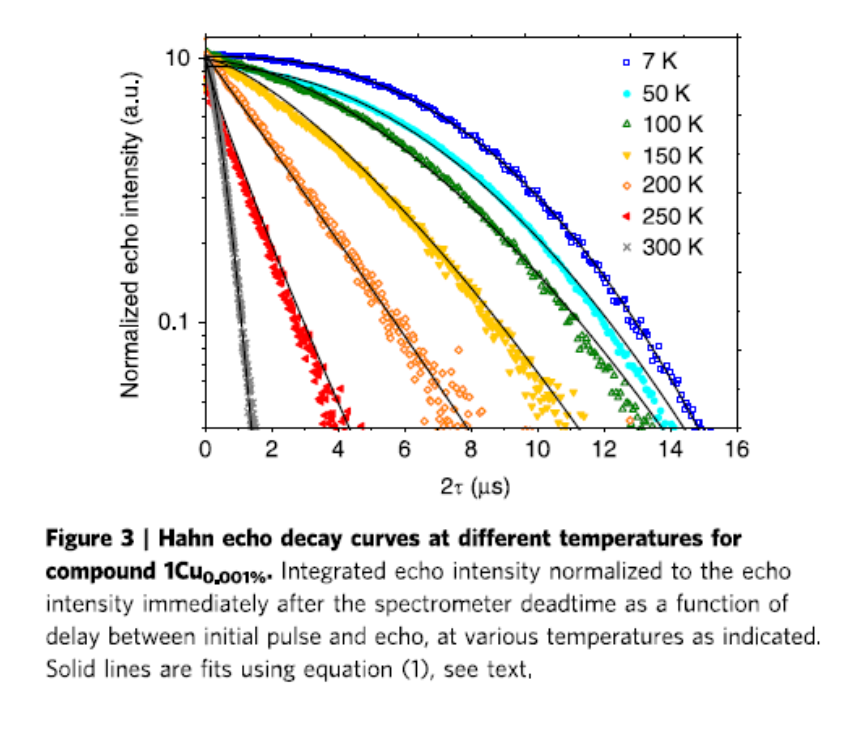 10
0.1
Normalized echo intensity (a.u.)
7 K
50 K
100 K
150 K
200 K
250 K
300 K
0 2 4 6 8 10 12 14 16
2τ (μs)
Figure 3 | Hahn echo decay curves at different temperatures for
compound 1Cu0.001%. Integrated echo intensity normalized to the echo
intensity immediately after the spectrometer deadtime as a function of
delay between initial pulse and echo, at various temperatures as indicated.
Solid lines are fits using equation (1), see text.